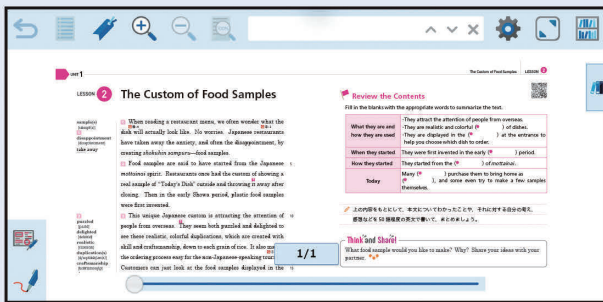 UNIT 1
LESSON 2 The Custom of Food Samples
When reading a restaurant menu, we often wonder what the
dish will actually look like. No worries. Japanese restaurants
have taken away the anxiety, and often the disappointment, by
creating shokuhin sampuru—food samples.
Food samples are said to have started from the Japanese
mottainai spirit. Restaurants once had the custom of showing a
real sample of "Today's Dish" outside and throwing it away after
closing. Then in the early Showa period, plastic food samples
were first invented.
This unique Japanese custom is attracting the attention of
people from overseas. They seem both puzzled and delighted to
see these realistic, colorful duplications, which are created with
skill and craftsmanship, down to each grain of rice. It also
the ordering process easy for the non-Japanese-speaking
Customers can just look at the food samples displayed in the
sample(s)
disappointment
take away
puzzled
delighted
realistic
duplication(s)
craftsmanship
1/1
The Custom of Food Samples LESSON 2
Review the Contents
Fill in the blanks with the appropriate words to summarize the text.
What they are and
how they are used
・They attract the attention of people from overseas.
・They are realistic and colorful ( ) of dishes.
・They are displayed in the ( ) at the entrance to
help you choose which dish to order.
When they started
They were first invented in the early ( ) period.
How they started
They started from the ( ) of mottainai.
Today
Many ( ) purchase them to bring home as
( ), and some even try to make a few samples
themselves.
上の内容をもとにして、本文についてわかったことや、それに対する自分の考え、
感想などを 50 語程度の英文で書いて、まとめましょう。
Think and Share!
What food sample would you like to make? Why? Share your ideas with your
partner.